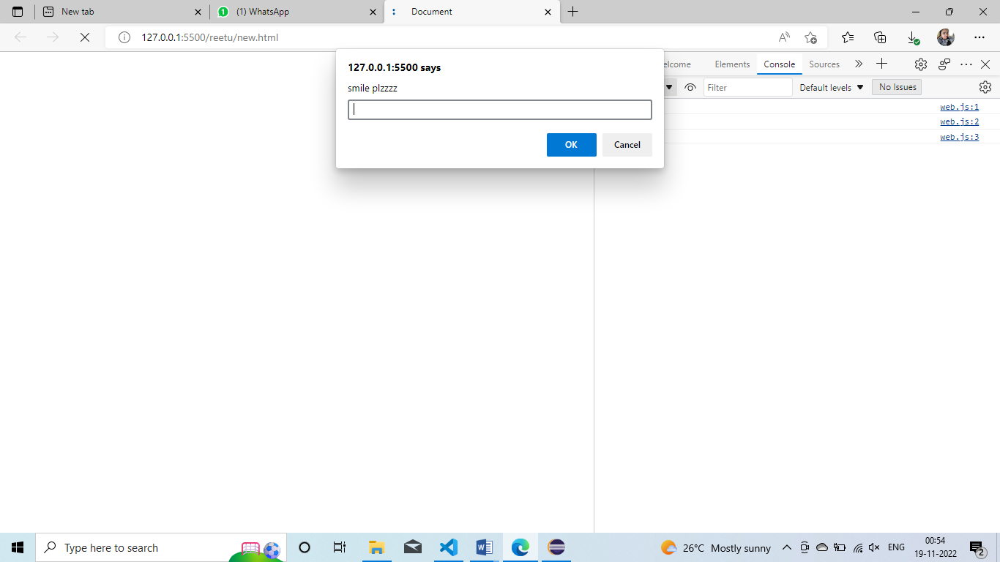 New tab
(1) WhatsApp
Document
127.0.0.1:5500/reetu/new.html
127.0.0.1:5500 says
smile plzzzz
OK
Cancel
elcome
Elements
Console
Sources
Filter
Default levels
No Issues
web.js:1
web.js:2
web.js:3
Type here to search
26°C Mostly sunny
ENG
00:54
19-11-2022
2